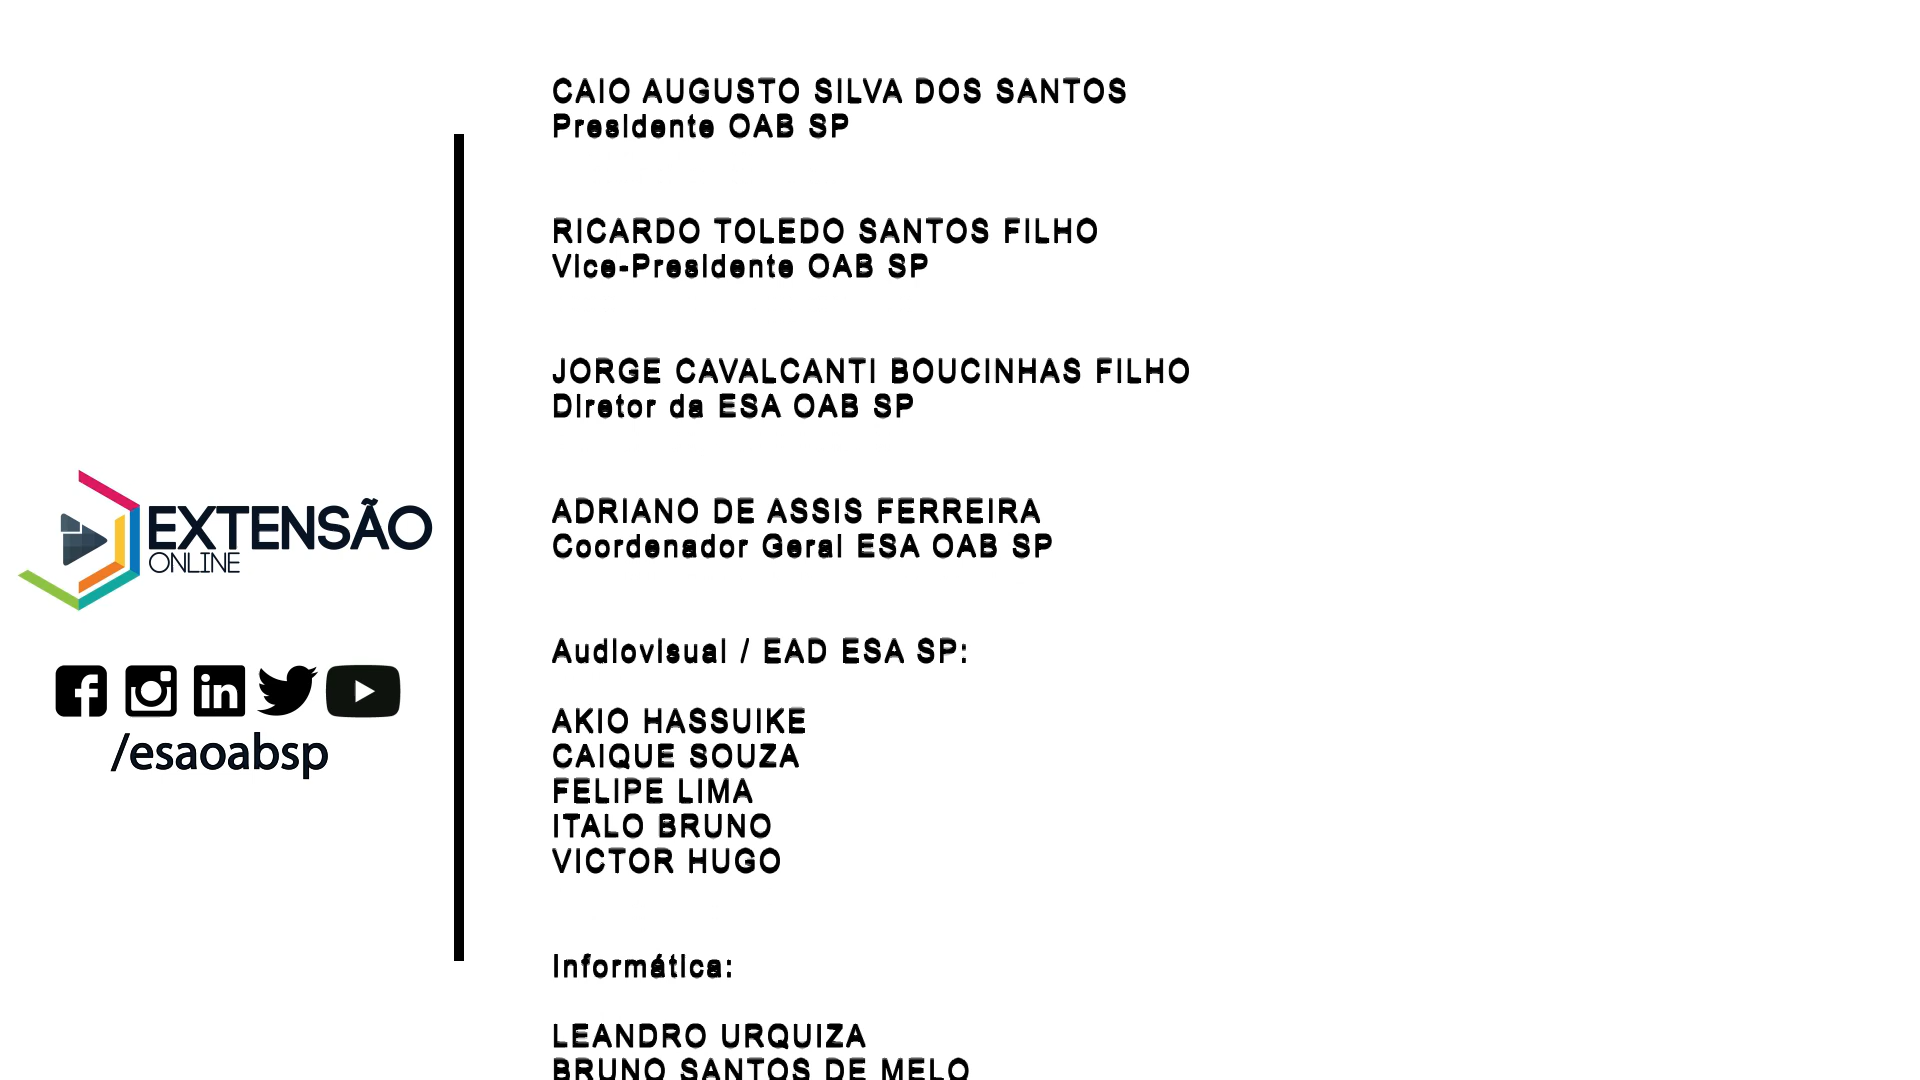 CAIO AUGUSTO SILVA DOS SANTOS
Presidente OAB SP
RICARDO TOLEDO SANTOS FILHO
Vice-Presidente OAB SP
JORGE CAVALCANTI BOUCINHAS FILHO
Diretor da ESA OAB SP
ADRIANO DE ASSIS FERREIRA
Coordenador Geral ESA OAB SP
Audiovisual / EAD ESA SP:
AKIO HASSUIKE
CAIQUE SOUZA
FELIPE LIMA
ITALO BRUNO
VICTOR HUGO
Informática:
LEANDRO URQUIZA
BRUNO SANTOS DE MELO
EXTENSÃO
ONLINE
/esaoabsp